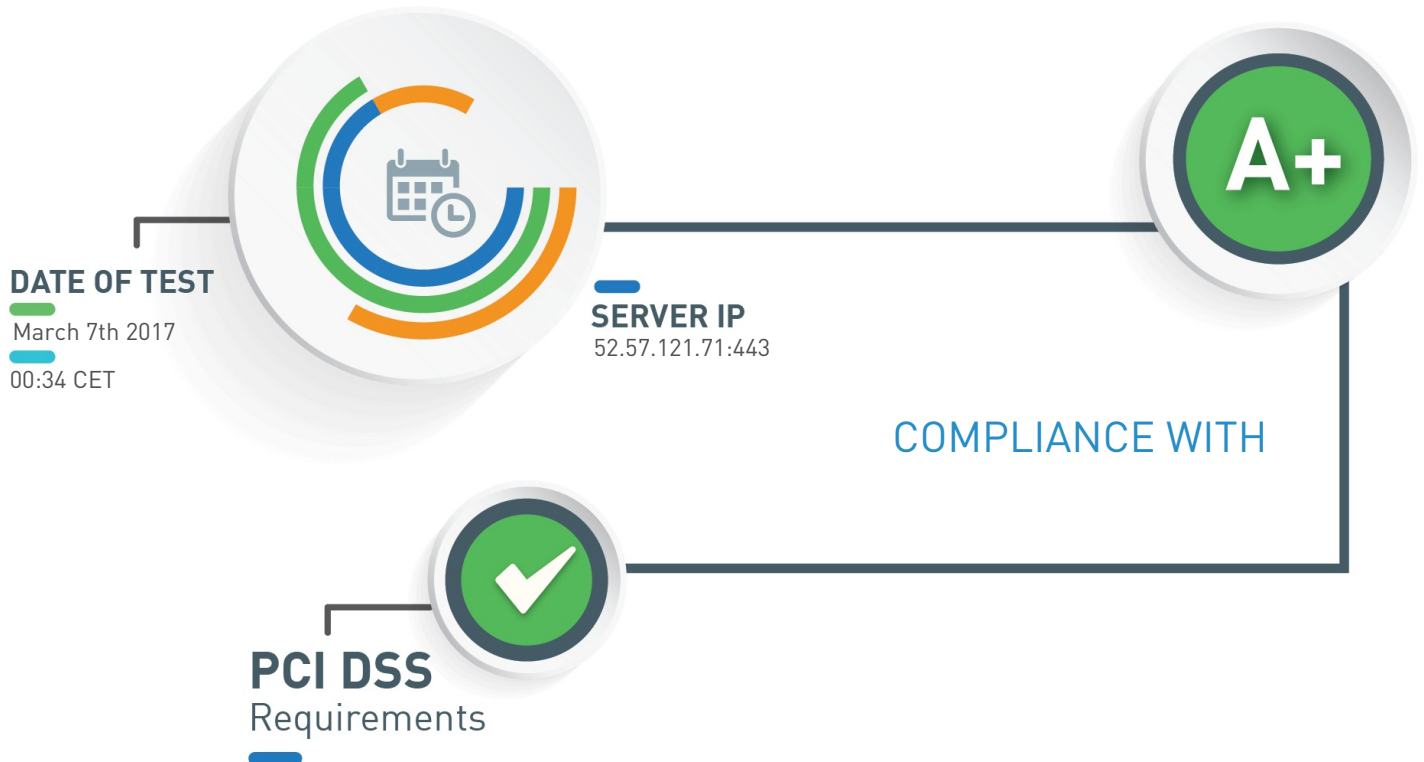 A+
DATE OF TEST
March 7th 2017
00:34 CET
SERVER IP
52.57.121.71:443
COMPLIANCE WITH
PCI DSS
Requirements